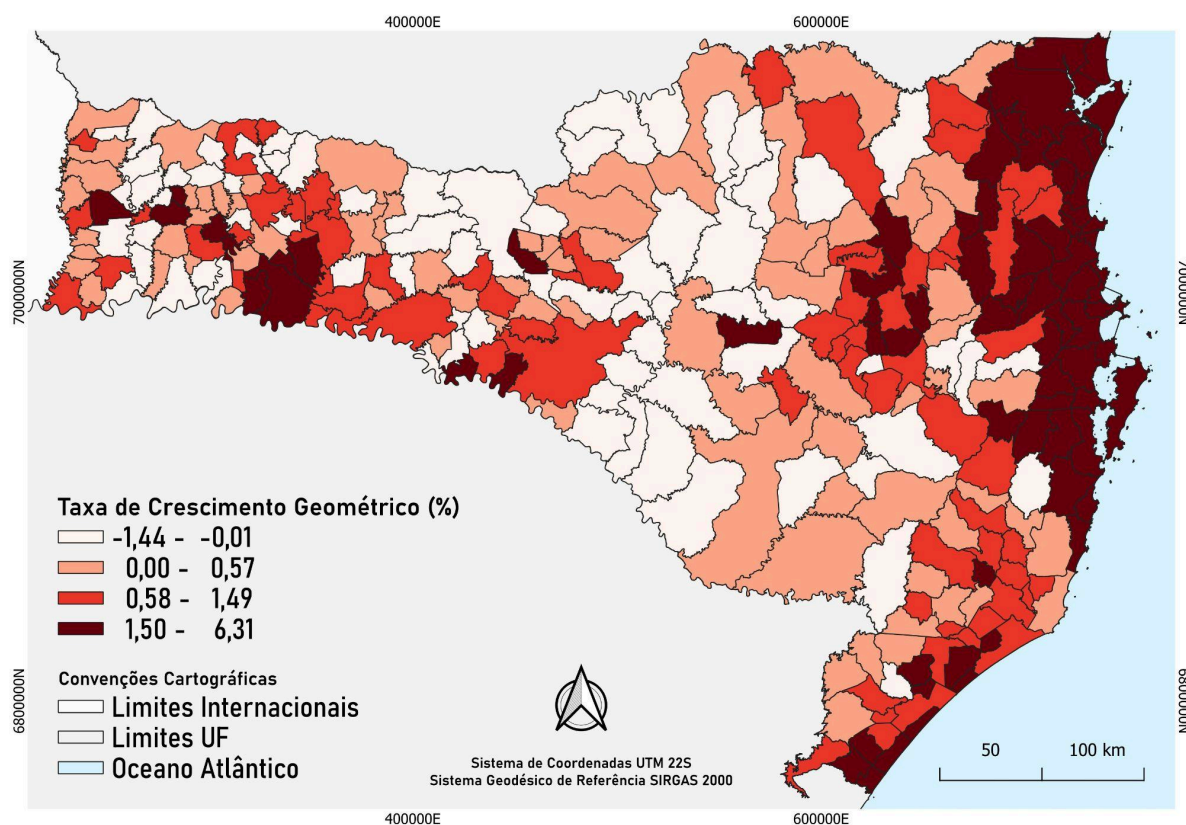 400000E
600000E
7000000N
7000000N
Taxa de Crescimento Geométrico (%)
-1,44 - -0,01
0,00 - 0,57
0,58 - 1,49
1,50 - 6,31
Convenções Cartográficas
Limites Internacionais
Limites UF
Oceano Atlântico
6800000N
6800000N
Sistema de Coordenadas UTM 22S
Sistema Geodésico de Referência SIRGAS 2000
50 100 km
400000E
600000E